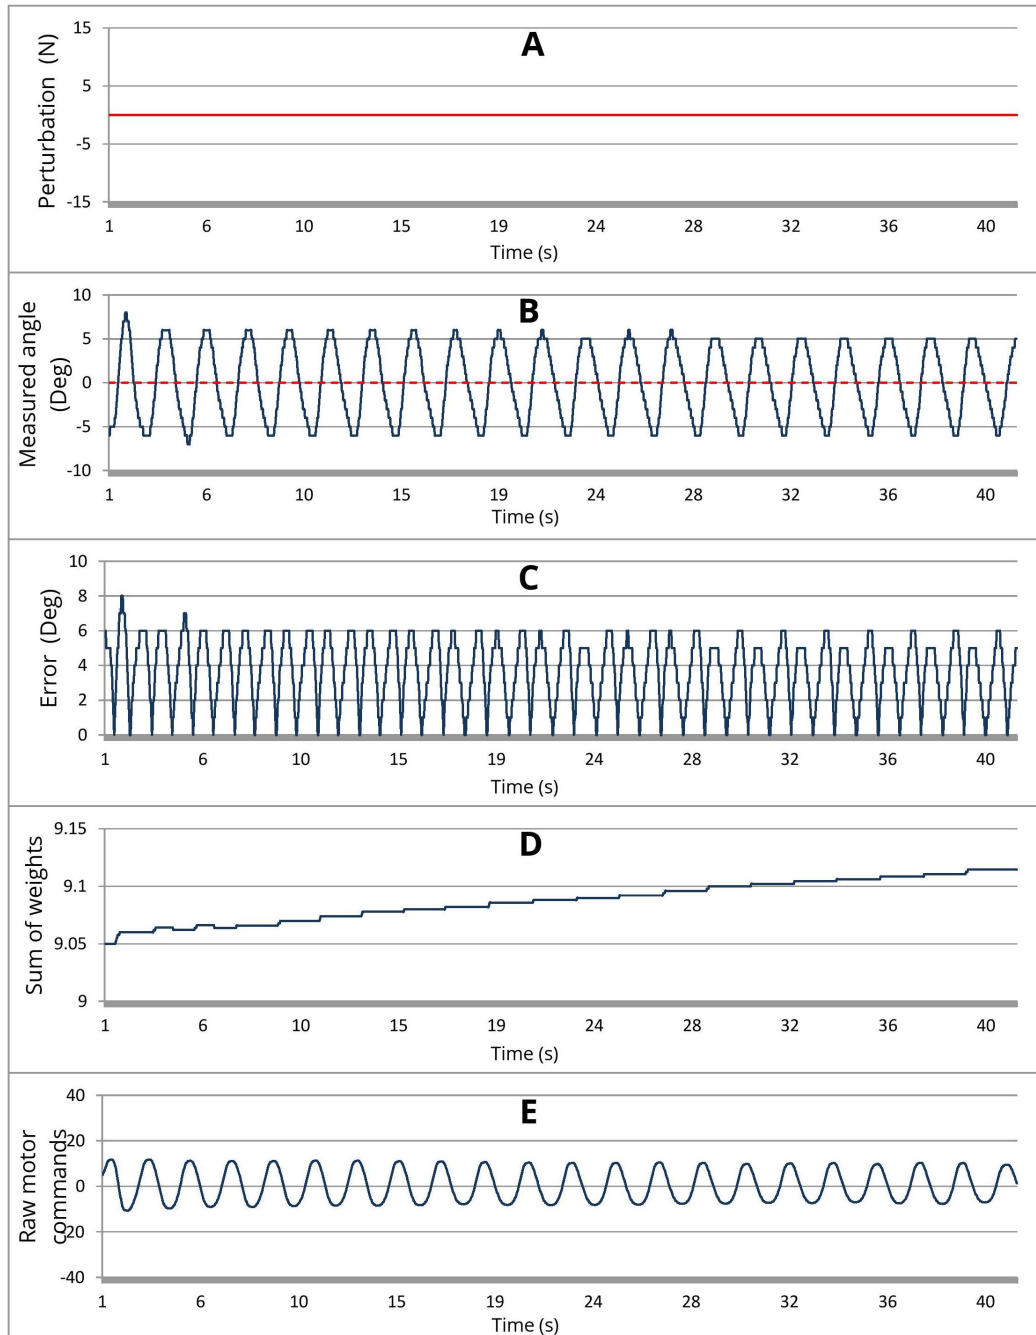 A
Perturbation (N)
15
5
-5
-15
1 6 10 15 19 24 28 32 36 40
Time (s)
B
Measured angle
(Deg)
10
5
0
-5
-10
1 6 10 15 19 24 28 32 36 40
Time (s)
C
Error (Deg)
10
8
6
4
2
0
1 6 10 15 19 24 28 32 36 40
Time (s)
D
Sum of weights
9.15
9.1
9.05
9
1 6 10 15 19 24 28 32 36 40
Time (s)
E
Raw motor
commands
40
20
0
-20
-40
1 6 10 15 19 24 28 32 36 40
Time (s)